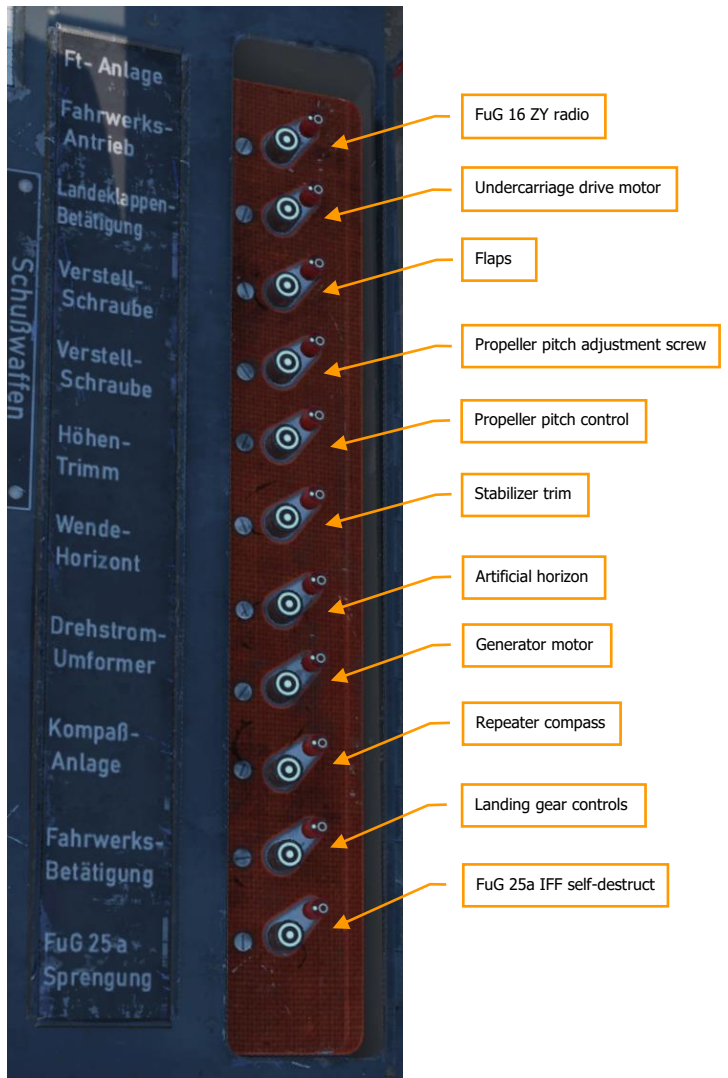 Ft- Anlage
Fahrwerks-
Antrieb
Landeklappen-
Betätigung
Verstell-
Schraube
Verstell-
Schraube
Höhen-
Trimm
Wende-
Horizont
Drehstrom-
Umformer
Kompaß-
Anlage
Fahrwerks-
Betätigung
FuG 25 a
Sprengung
Schußwaffen
FuG 16 ZY radio
Undercarriage drive motor
Flaps
Propeller pitch adjustment screw
Propeller pitch control
Stabilizer trim
Artificial horizon
Generator motor
Repeater compass
Landing gear controls
FuG 25a IFF self-destruct